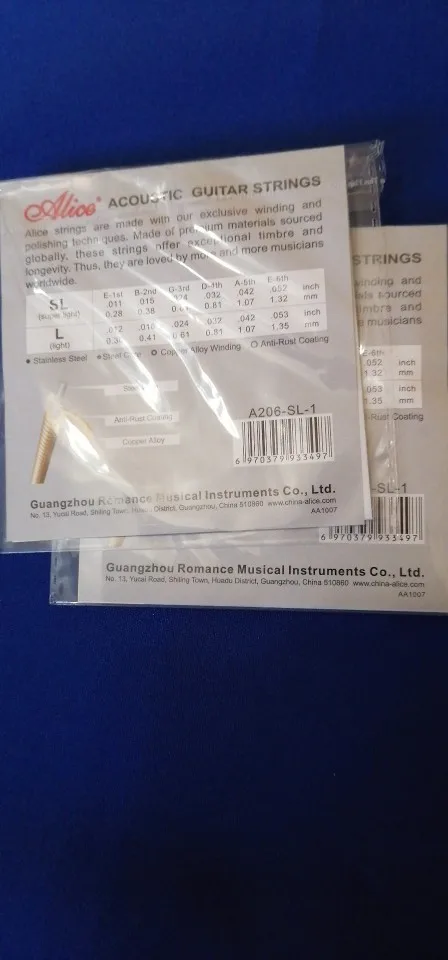 Alice® ACOUSTIC GUITAR STRINGS
Alice strings are made with our exclusive winding and
polishing techniques. Made of premium materials sourced
globally, these strings offer exceptional timbre and
longevity. Thus, they are loved by more and more musicians
worldwide.
E-1st B-2nd G-3rd D-4th A-5th E-6th
SL .011 .015 .024 .032 .042 .052 inch
(super light) 0.28 0.38 0.61 0.81 1.07 1.32 mm
L .012 .016 .024 .032 .042 .053 inch
(light) 0.41 0.61 0.81 1.07 1.35 mm
Stainless Steel Steel Core Copper Alloy Winding Anti-Rust Coating
Steel
Anti-Rust Coating
Copper Alloy
A206-SL-1
6 970379 933497
Guangzhou Romance Musical Instruments Co., Ltd.
No. 13, Yucai Road, Shiling Town, Huadu District, Guangzhou, China 510860 www.china-alice.com
AA1007
STRINGS
winding and
sourced
timbre and
musicians
E-6th
.052 inch
1.32 mm
.053 inch
1.35 mm
-Rust Coating
-SL-1
6 970379 933497
Guangzhou Romance Musical Instruments Co., Ltd.
No. 13, Yucai Road, Shiling Town, Huadu District, Guangzhou, China 510860 www.china-alice.com
AA1007